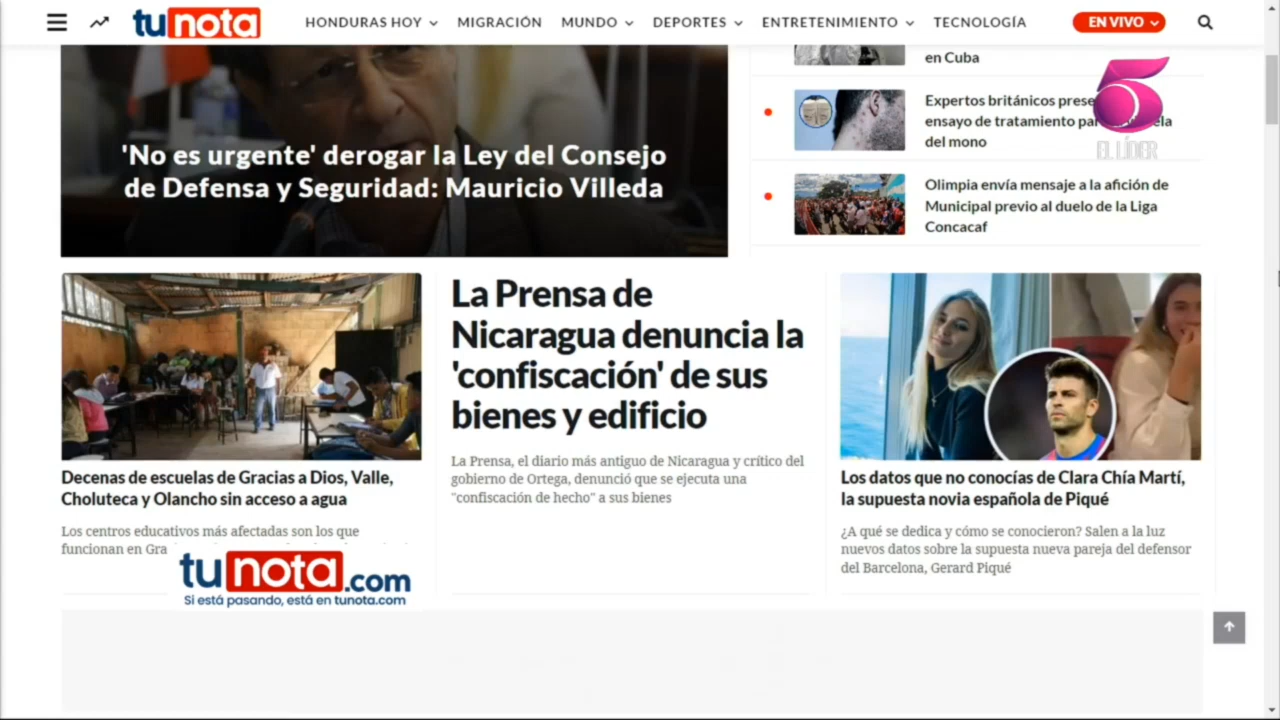 tunota
HONDURAS HOY
MIGRACIÓN
MUNDO
DEPORTES
ENTRETENIMIENTO
TECNOLOGÍA
EN VIVO
'No es urgente' derogar la Ley del Consejo
de Defensa y Seguridad: Mauricio Villeda
en Cuba
Expertos británicos prese
ensayo de tratamiento pa
la
del mono
5
EL LÍDER
Olimpia envía mensaje a la afición de
Municipal previo al duelo de la Liga
Concacaf
Decenas de escuelas de Gracias a Dios, Valle,
Choluteca y Olancho sin acceso a agua
Los centros educativos más afectadas son los que
funcionan en Gra
La Prensa de
Nicaragua denuncia la
'confiscación' de sus
bienes y edificio
La Prensa, el diario más antiguo de Nicaragua y crítico del
gobierno de Ortega, denunció que se ejecuta una
"confiscación de hecho" a sus bienes
Los datos que no conocías de Clara Chía Martí,
la supuesta novia española de Piqué
¿A qué se dedica y cómo se conocieron? Salen a la luz
nuevos datos sobre la supuesta nueva pareja del defensor
del Barcelona, Gerard Piqué
tunota.com
Si está pasando, está en tunota.com